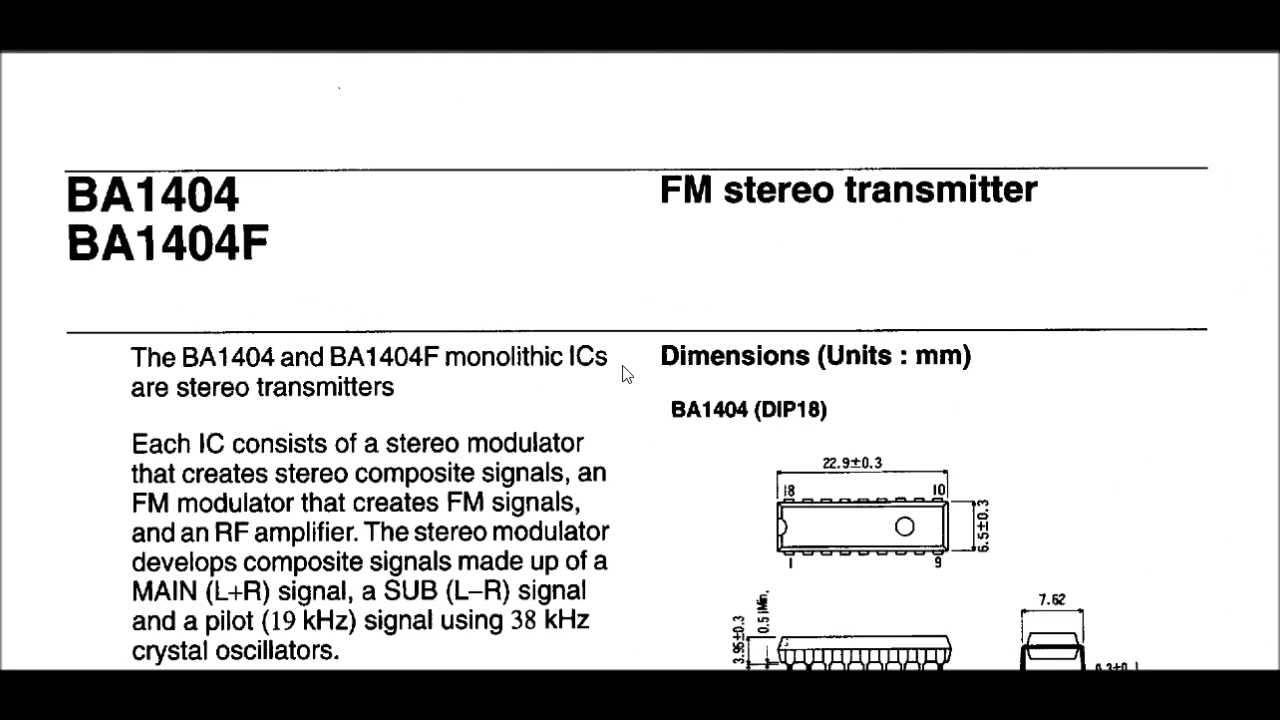 BA1404
BA1404F
FM stereo transmitter
The BA1404 and BA1404F monolithic ICs
are stereo transmitters
Each IC consists of a stereo modulator
that creates stereo composite signals, an
FM modulator that creates FM signals,
and an RF amplifier. The stereo modulator
develops composite signals made up of a
MAIN (L+R) signal, a SUB (L–R) signal
and a pilot (19 kHz) signal using 38 kHz
crystal oscillators.
Dimensions (Units : mm)
BA1404 (DIP18)
22.9±0.3
18
10
6.5±0.3
1
9
3.95±0.3
0.5 Min.
7.62